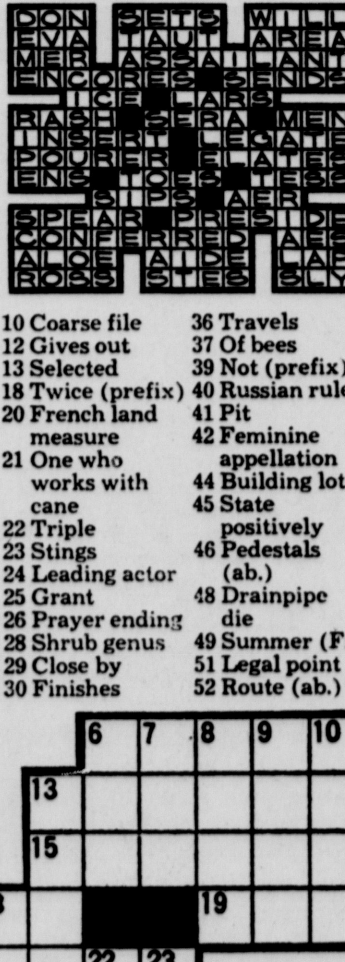 DON SETS WILL
EVA TAUT AREA
MER ASSAILANT
ENCORES SENDS
ICE LARS
RASH SERA MEN
INSERT LEGATE
POURER ELATES
ENS TOES TESS
SIPS AER
SPEAR PRESIDE
CONFERRED AES
ALOE AIDE LAP
ROSS STES SLY
10 Coarse file
12 Gives out
13 Selected
18 Twice (prefix)
20 French land
measure
21 One who
works with
cane
22 Triple
23 Stings
24 Leading actor
25 Grant
26 Prayer ending
28 Shrub genus
29 Close by
30 Finishes
36 Travels
37 Of bees
39 Not (prefix)
40 Russian rule
41 Pit
42 Feminine
appellation
44 Building lot
45 State
positively
46 Pedestals
(ab.)
48 Drainpipe
die
49 Summer (F
51 Legal point
52 Route (ab.)
6 7 8 9 10
13
15
19
22 23